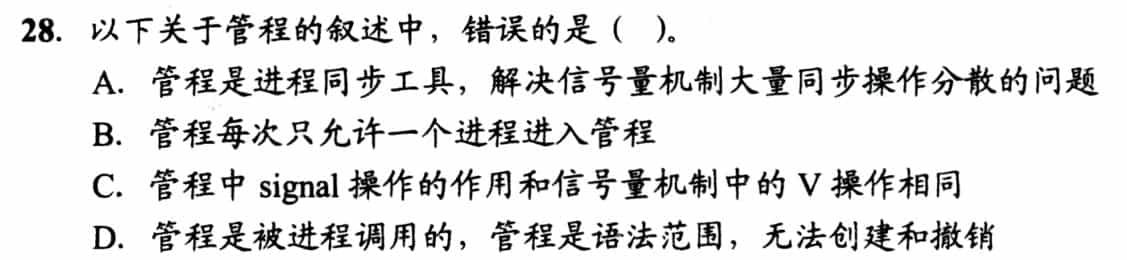 28. 以下关于管程的叙述中，错误的是（ ）。
A. 管程是进程同步工具，解决信号量机制大量同步操作分散的问题
B. 管程每次只允许一个进程进入管程
C. 管程中 signal 操作的作用和信号量机制中的 V 操作相同
D. 管程是被进程调用的，管程是语法范围，无法创建和撤销